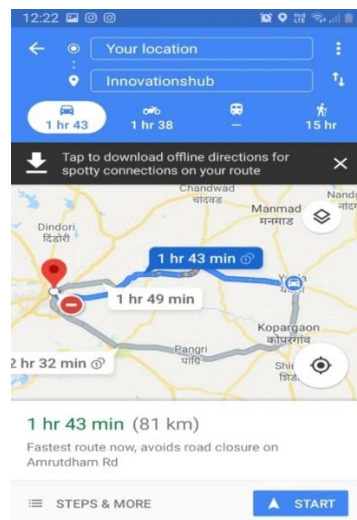 12:22
Your location
Innovationshub
1 hr 43
1 hr 38
—
15 hr
Tap to download offline directions for
spotty connections on your route
Chandwad
चांदवड
Manmad
मनमाड
Dindori
दिंडोरी
1 hr 43 min
1 hr 49 min
Kopargaon
कोपरगांव
Pangri
पांग्री
2 hr 32 min
1 hr 43 min (81 km)
Fastest route now, avoids road closure on
Amrutdham Rd
STEPS & MORE
START